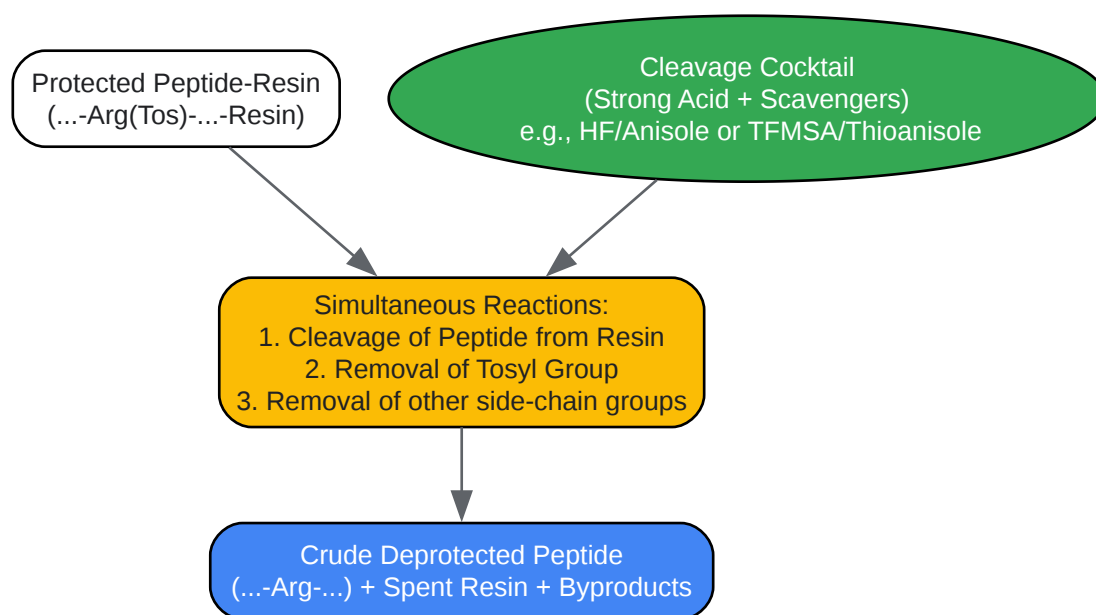 Protected Peptide-Resin
(...-Arg(Tos)-...-Resin)
Cleavage Cocktail
(Strong Acid + Scavengers)
e.g., HF/Anisole or TFMSA/Thioanisole
Simultaneous Reactions:
1. Cleavage of Peptide from Resin
2. Removal of Tosyl Group
3. Removal of other side-chain groups
Crude Deprotected Peptide
(...-Arg-...) + Spent Resin + Byproducts